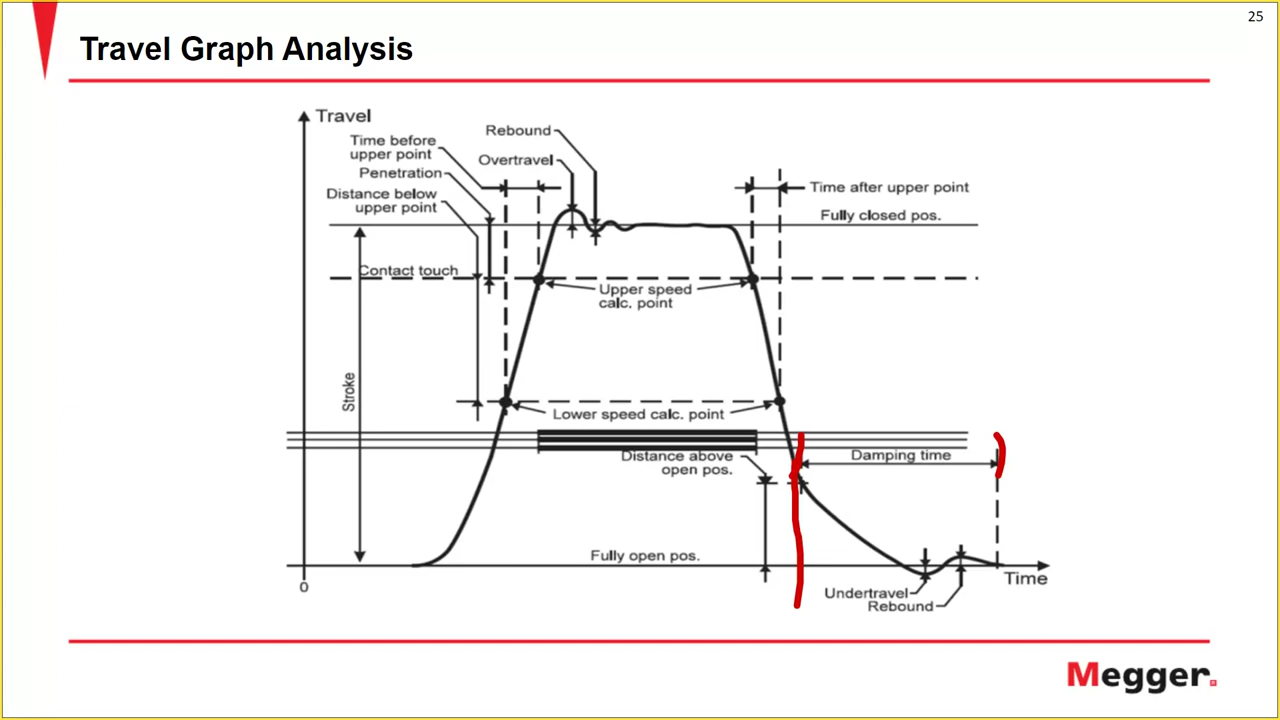 25
Travel Graph Analysis
Travel
Rebound
Time before
upper point
Overtravel
Penetration
Time after upper point
Distance below
upper point
Fully closed pos.
Contact touch
Upper speed
calc. point
Stroke
Lower speed calc. point
Distance above
open pos.
Damping time
Fully open pos.
Time
0
Undertravel
Rebound
Megger.